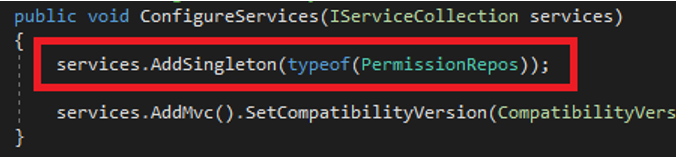 public void ConfigureServices(IServiceCollection services)
{
services.AddSingleton(typeof(PermissionRepos));
services.AddMvc().SetCompatibilityVersion(CompatibilityVers
}